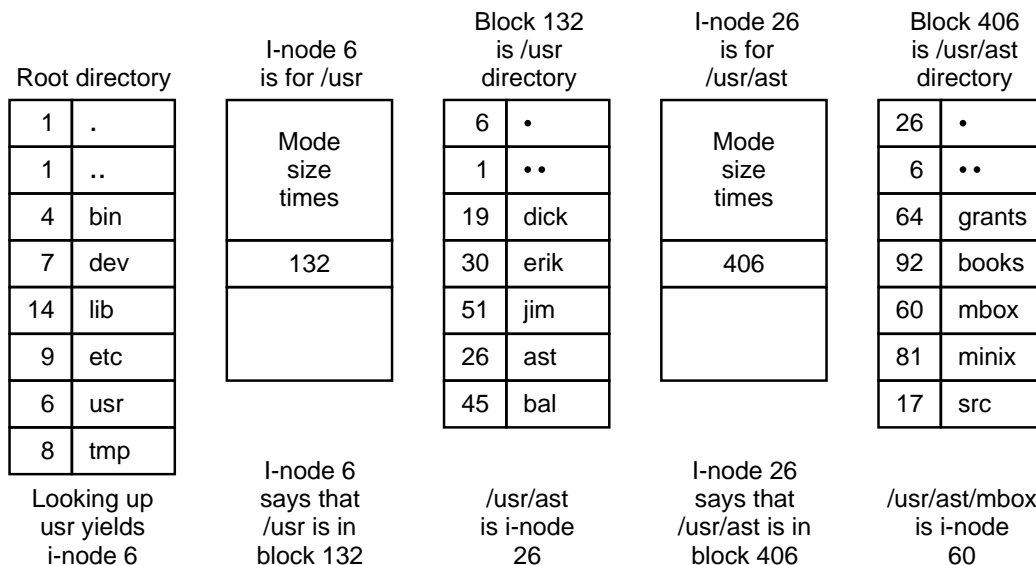 Root directory
1 .
1 ..
4 bin
7 dev
14 lib
9 etc
6 usr
8 tmp
Looking up
usr yields
i-node 6
I-node 6
is for /usr
Mode
size
times
132
I-node 6
says that
/usr is in
block 132
Block 132
is /usr
directory
6 •
1 ••
19 dick
30 erik
51 jim
26 ast
45 bal
/usr/ast
is i-node
26
I-node 26
is for
/usr/ast
Mode
size
times
406
I-node 26
says that
/usr/ast is in
block 406
Block 406
is /usr/ast
directory
26 •
6 ••
64 grants
92 books
60 mbox
81 minix
17 src
/usr/ast/mbox
is i-node
60